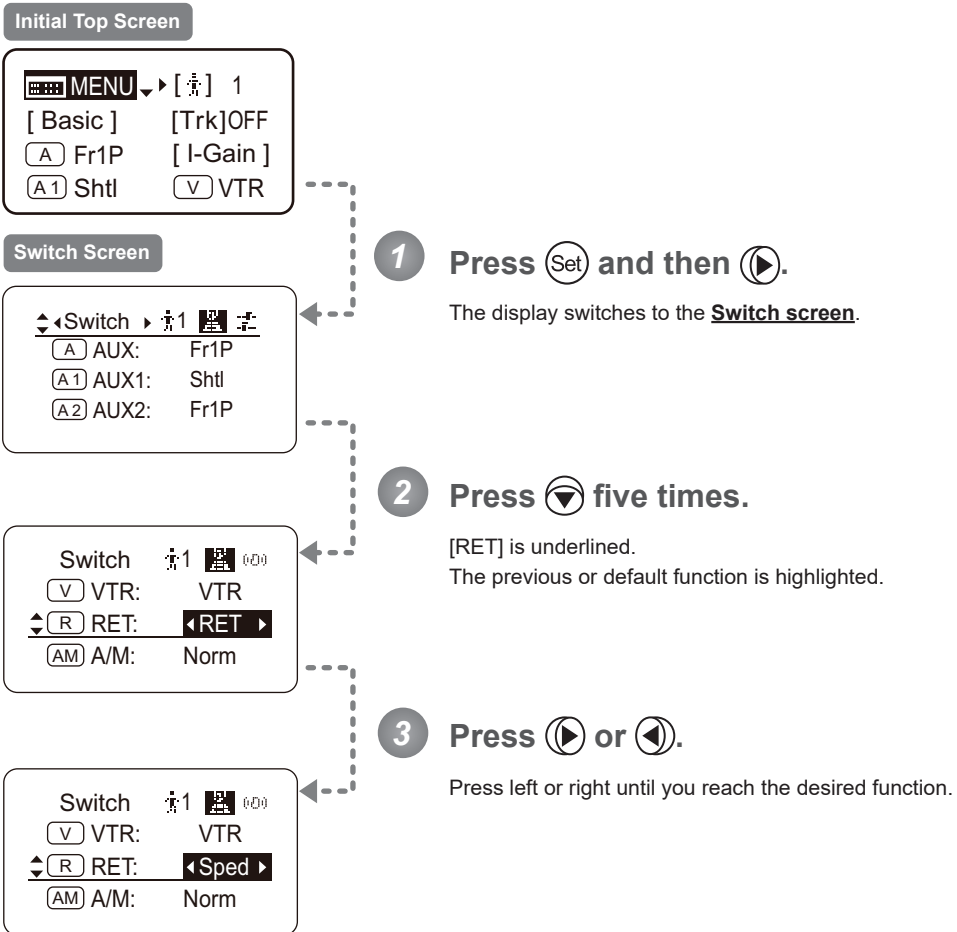 Initial Top Screen
MENU [ ] 1
[ Basic ] [Trk]OFF
A Fr1P [ I-Gain ]
A1 Shtl V VTR
Switch Screen
Switch 1
A AUX: Fr1P
A1 AUX1: Shtl
A2 AUX2: Fr1P
1 Press Set and then .
The display switches to the Switch screen.
2 Press five times.
[RET] is underlined.
The previous or default function is highlighted.
Switch 1
V VTR: VTR
R RET: RET
AM A/M: Norm
3 Press or .
Press left or right until you reach the desired function.
Switch 1
V VTR: VTR
R RET: Sped
AM A/M: Norm